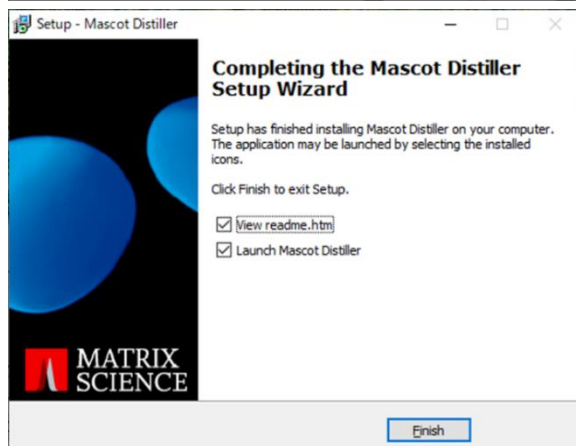 Setup - Mascot Distiller
Completing the Mascot Distiller
Setup Wizard
Setup has finished installing Mascot Distiller on your computer.
The application may be launched by selecting the installed
icons.
Click Finish to exit Setup.
View readme.htm
Launch Mascot Distiller
MATRIX
SCIENCE
Finish